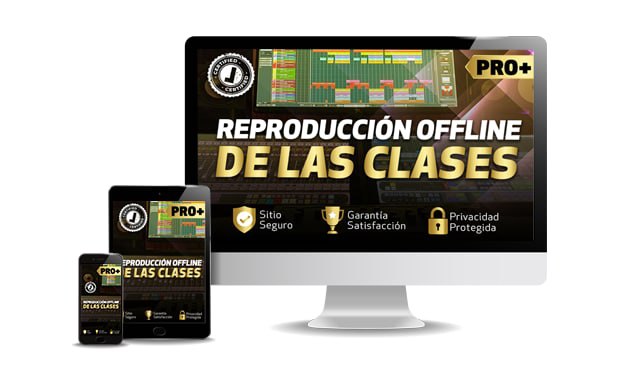 CERTIFIED
CERTIFIED
PRO+
REPRODUCCIÓN OFFLINE
DE LAS CLASES
Sitio
Seguro
Garantía
Satisfacción
Privacidad
Protegida
PRO+
REPRODUCCIÓN OFFLINE
DE LAS CLASES
Sitio
Seguro
Garantía
Satisfacción
Privacidad
Protegida
PRO+
REPRODUCCIÓN OFFLINE
DE LAS CLASES